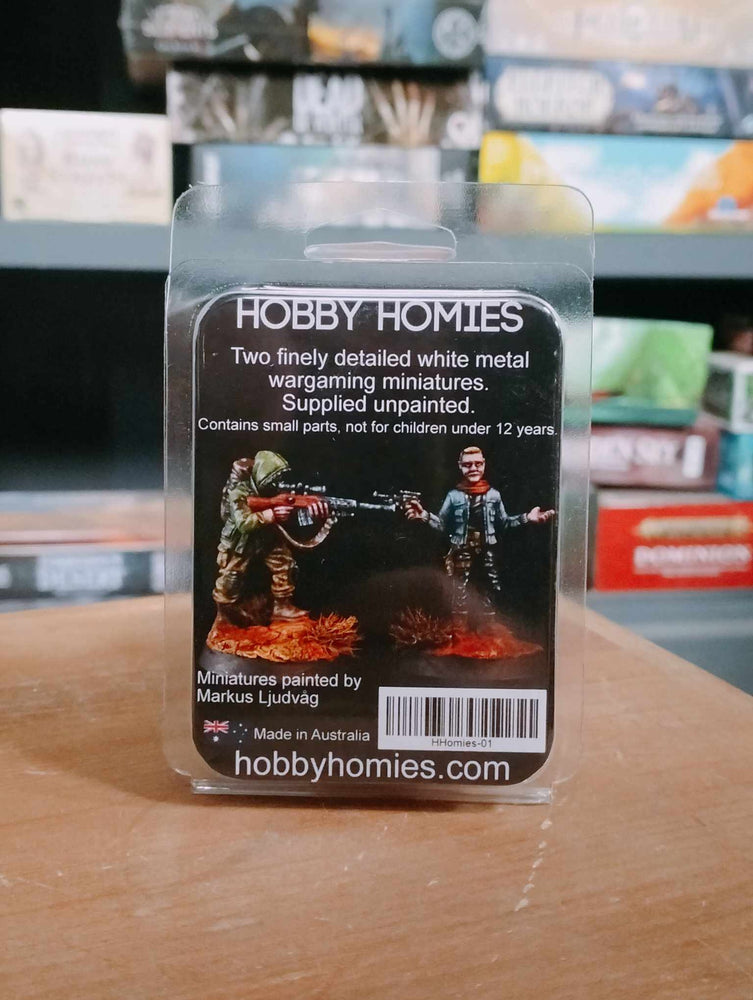 HOBBY HOMIES
Two finely detailed white metal
wargaming miniatures.
Supplied unpainted.
Contains small parts, not for children under 12 years.
Miniatures painted by
Markus Ljudvåg
Made in Australia
HHomies-01
hobbyhomies.com
DOMINION